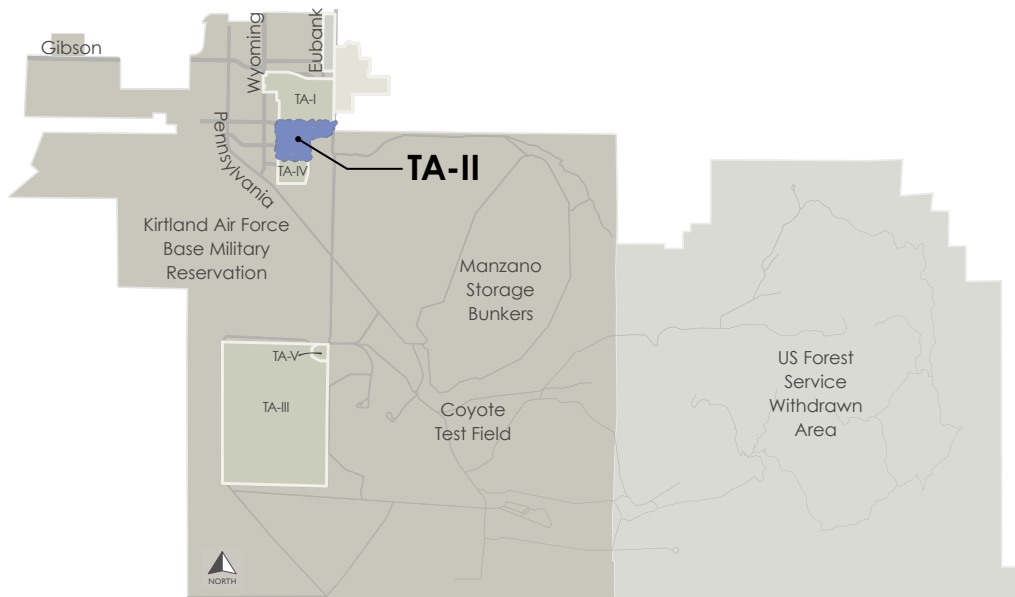 Gibson
Wyoming
Eubank
TA-I
Pennsylvania
TA-II
TA-IV
Kirtland Air Force
Base Military
Reservation
Manzano
Storage
Bunkers
TA-V
TA-III
Coyote
Test Field
US Forest
Service
Withdrawn
Area
NORTH